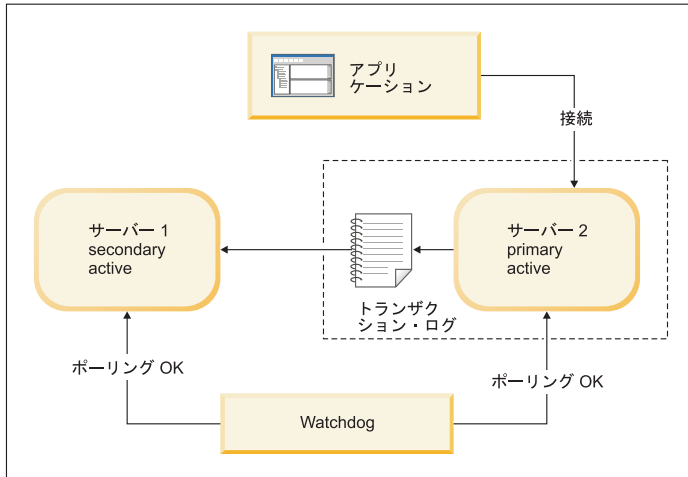 アプリ
ケーション
接続
サーバー 1
secondary
active
サーバー 2
primary
active
トランザク
ション・ログ
ポーリング OK
ポーリング OK
Watchdog